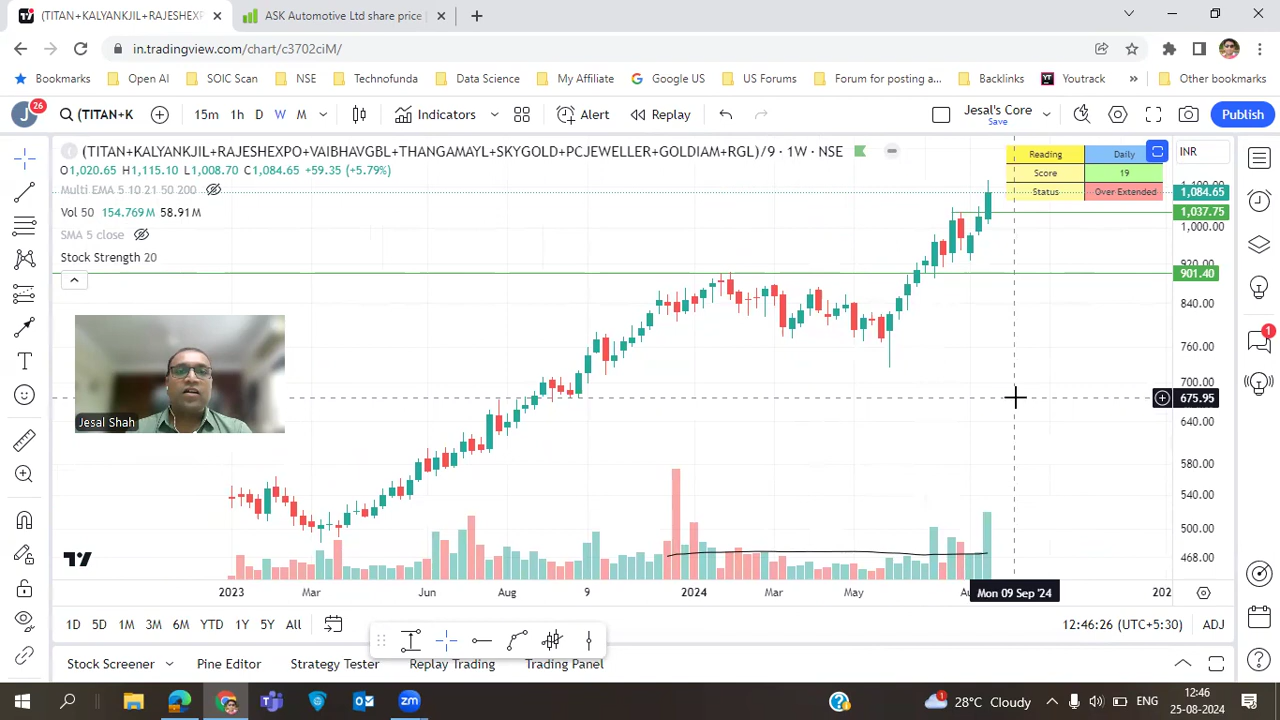 (TITAN+KALYANKJIL+RAJESHEXPO
ASK Automotive Ltd share price
in.tradingview.com/chart/c3702ciM/
Bookmarks
Open AI
SOIC Scan
NSE
Technofunda
Data Science
My Affiliate
Google US
US Forums
Forum for posting a...
Backlinks
YT
Youtrack
»
Other bookmarks
J
26
(TITAN+K
15m
1h
D
W
M
Indicators
Alert
Replay
Jesal's Core
Save
Publish
(TITAN+KALYANKJIL+RAJESHEXPO+VAIBHAVGBL+THANGAMAYL+SKYGOLD+PCJEWELLER+GOLDIAM+RGL)/9 · 1W · NSE
O1,020.65 H1,115.10 L1,008.70 C1,084.65 +59.35 (+5.79%)
Multi EMA 5 10 21 50 200
Vol 50 154.769M 58.91M
SMA 5 close
Stock Strength 20
Reading Daily
Score 19
Status Over Extended
INR
1,084.65
1,037.75
1,000.00
901.40
840.00
760.00
700.00
675.95
640.00
580.00
540.00
500.00
468.00
Jesal Shah
2023
Mar
Jun
Aug
9
2024
Mar
May
Mon 09 Sep '24
202
1D
5D
1M
3M
6M
YTD
1Y
5Y
All
12:46:26 (UTC+5:30)
ADJ
Stock Screener
Pine Editor
Strategy Tester
Replay Trading
Trading Panel
1
zm
1
28°C Cloudy
ENG
12:46
25-08-2024